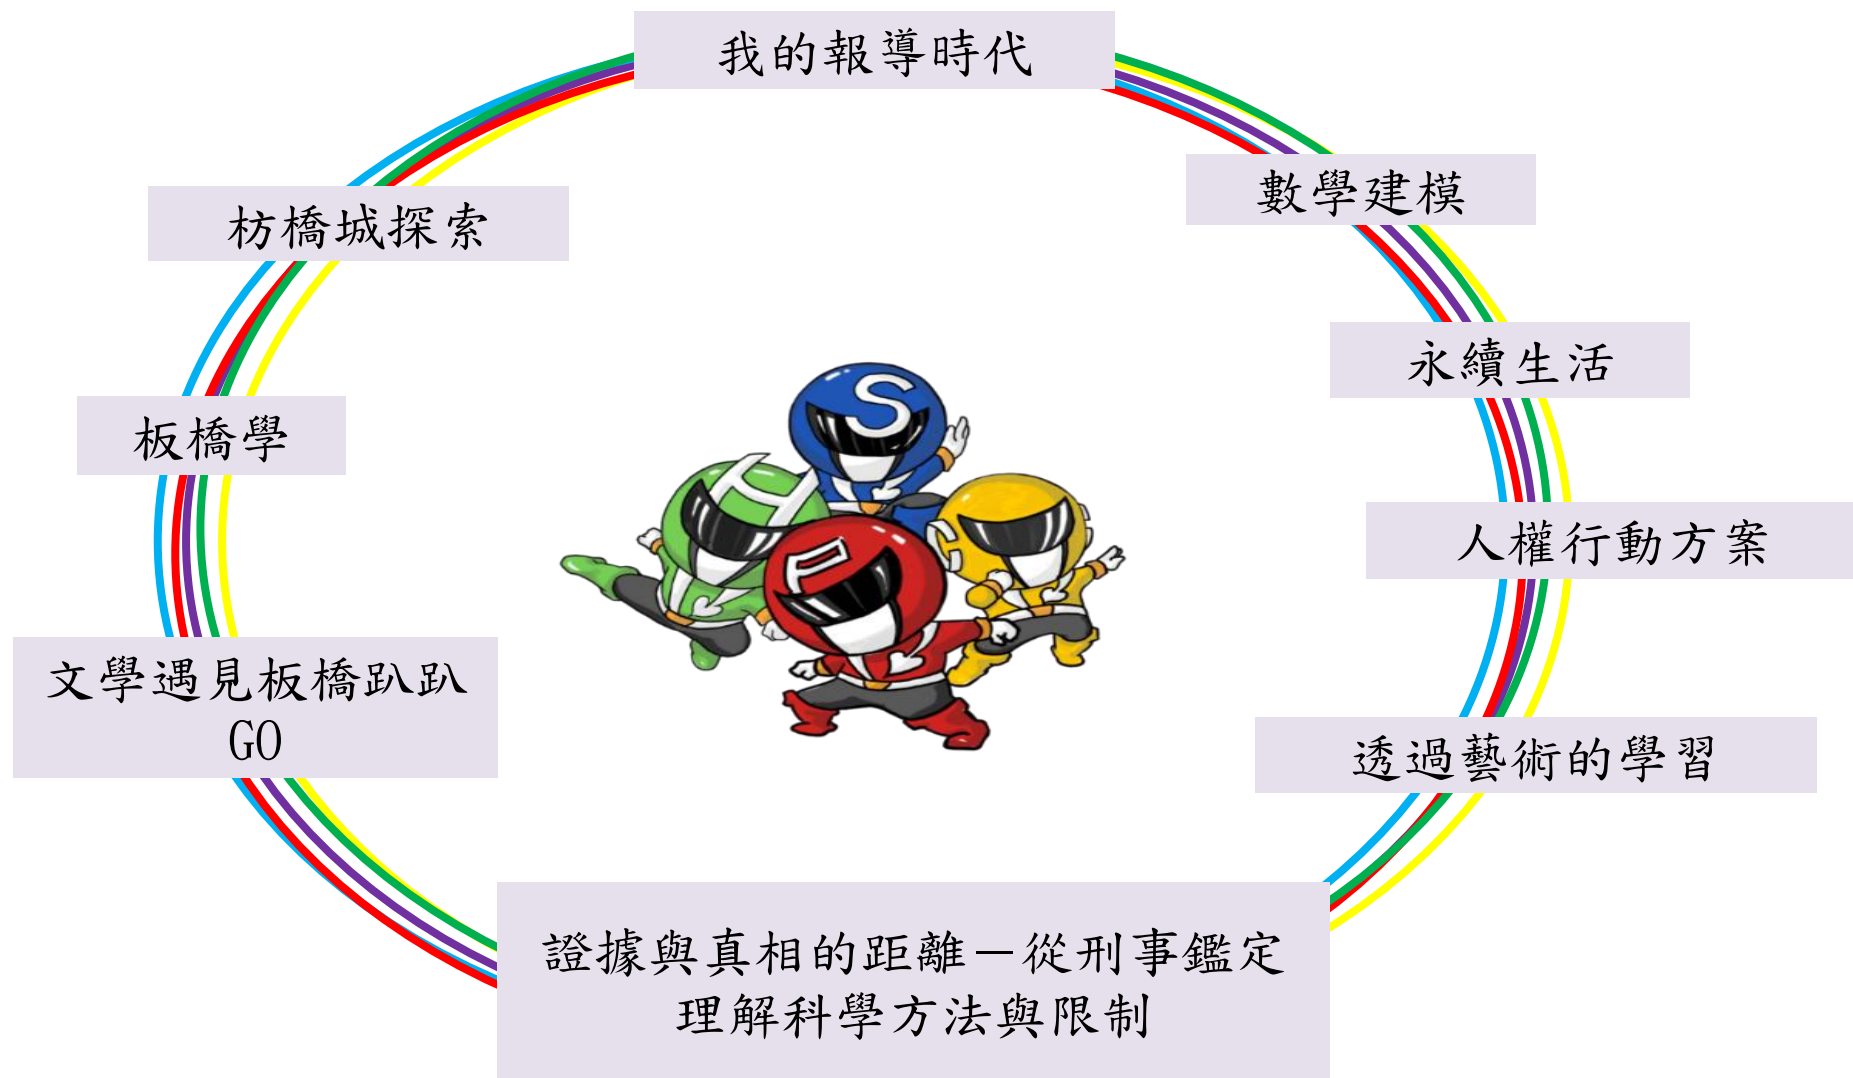 我的報導時代
數學建模
枋橋城探索
永續生活
板橋學
人權行動方案
文學遇見板橋趴趴
GO
透過藝術的學習
證據與真相的距離－從刑事鑑定
理解科學方法與限制
S
H
P
C